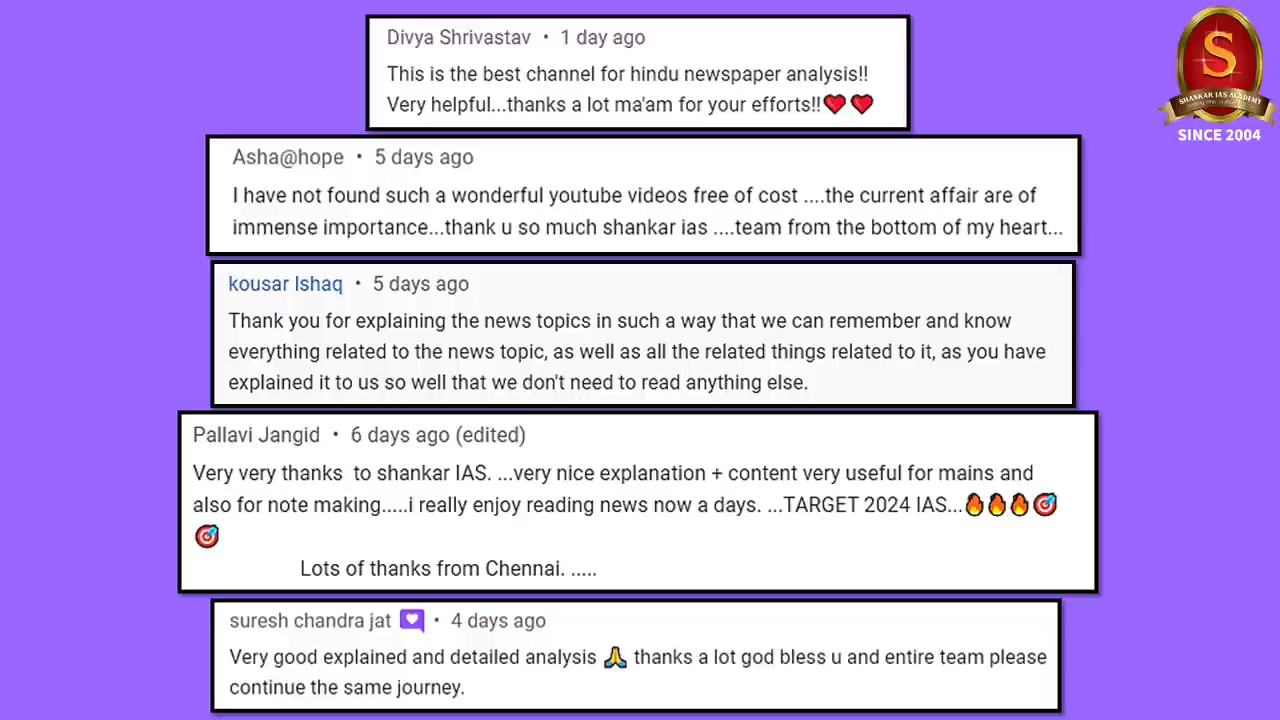 Divya Shrivastav • 1 day ago
This is the best channel for hindu newspaper analysis!!
Very helpful...thanks a lot ma'am for your efforts!!❤️❤️
Asha@hope • 5 days ago
I have not found such a wonderful youtube videos free of cost ....the current affair are of
immense importance...thank u so much shankar ias ....team from the bottom of my heart...
kousar Ishaq • 5 days ago
Thank you for explaining the news topics in such a way that we can remember and know
everything related to the news topic, as well as all the related things related to it, as you have
explained it to us so well that we don't need to read anything else.
Pallavi Jangid • 6 days ago (edited)
Very very thanks  to shankar IAS. ...very nice explanation + content very useful for mains and
also for note making.....i really enjoy reading news now a days. ...TARGET 2024 IAS...🔥🔥🔥🎯
🎯
Lots of thanks from Chennai. .....
suresh chandra jat • 4 days ago
Very good explained and detailed analysis 🙏 thanks a lot god bless u and entire team please
continue the same journey.
S
SHANKAR IAS ACADEMY
SINCE 2004